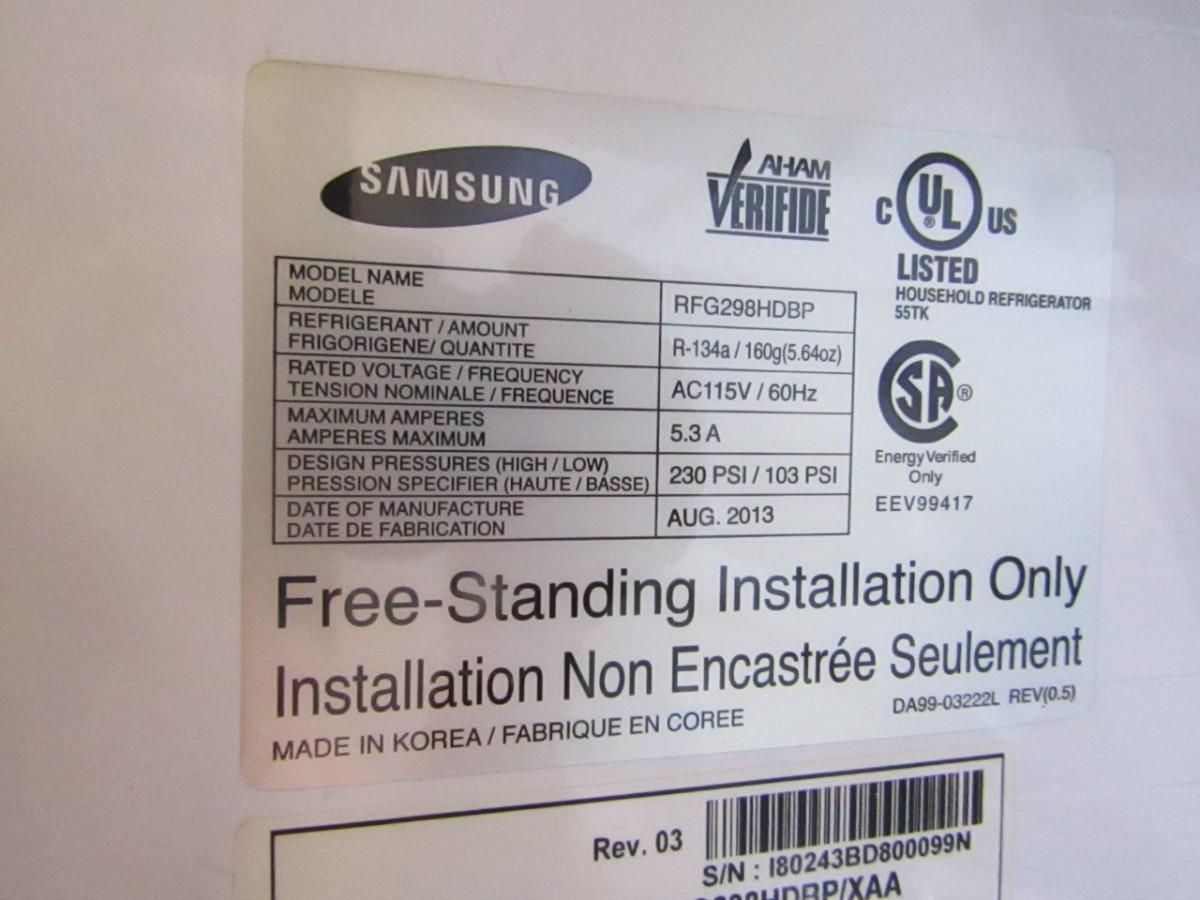 SAMSUNG
AHAM
VERIFIDE
C UL® US
LISTED
HOUSEHOLD REFRIGERATOR
55TK
MODEL NAME
MODELE
RFG298HDBP
REFRIGERANT / AMOUNT
FRIGORIGENE/ QUANTITE
R-134a / 160g(5.64oz)
RATED VOLTAGE / FREQUENCY
TENSION NOMINALE / FREQUENCE
AC115V / 60Hz
MAXIMUM AMPERES
AMPERES MAXIMUM
5.3 A
DESIGN PRESSURES (HIGH / LOW)
PRESSION SPECIFIER (HAUTE / BASSE)
230 PSI / 103 PSI
DATE OF MANUFACTURE
DATE DE FABRICATION
AUG. 2013
SA®
Energy Verified
Only
EEV99417
Free-Standing Installation Only
Installation Non Encastrée Seulement
MADE IN KOREA / FABRIQUE EN COREE
DA99-03222L REV(0.5)
Rev. 03
S/N : I80243BD800099N
298HDBP/XAA